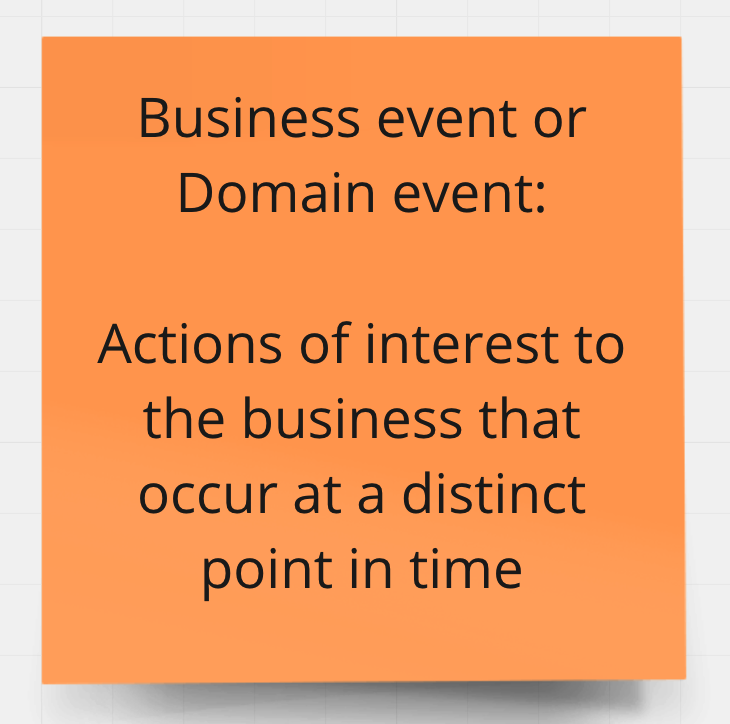 Business event or
Domain event:
Actions of interest to
the business that
occur at a distinct
point in time